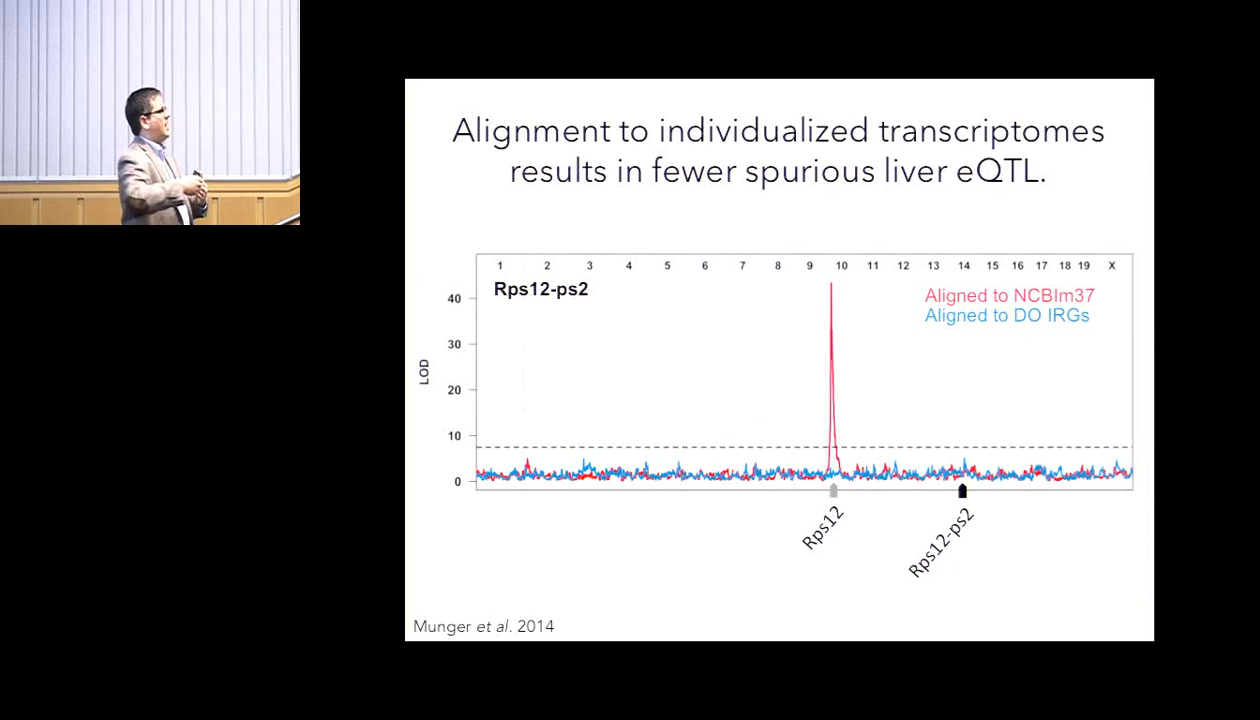 Alignment to individualized transcriptomes
results in fewer spurious liver eQTL.
1 2 3 4 5 6 7 8 9 10 11 12 13 14 15 16 17 18 19 X
Rps12-ps2
Aligned to NCBIm37
Aligned to DO IRGs
LOD
40
30
20
10
0
Rps12
Rps12-ps2
Munger et al. 2014